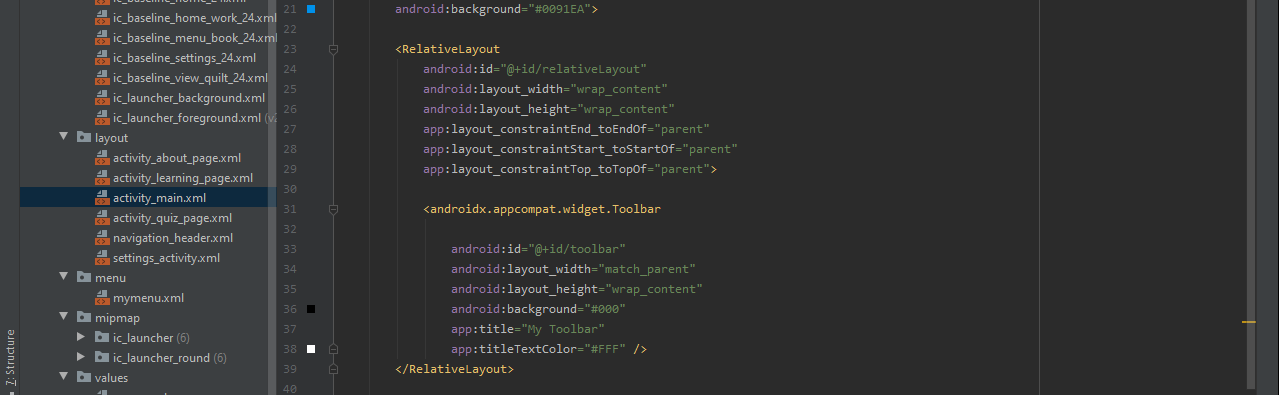 ic_baseline_home_work_24.xml
ic_baseline_menu_book_24.xml
ic_baseline_settings_24.xml
ic_baseline_view_quilt_24.xml
ic_launcher_background.xml
ic_launcher_foreground.xml (v2
layout
activity_about_page.xml
activity_learning_page.xml
activity_main.xml
activity_quiz_page.xml
navigation_header.xml
settings_activity.xml
menu
mymenu.xml
mipmap
ic_launcher (6)
ic_launcher_round (6)
values
7: Structure
21 android:background="#0091EA">
22
23 <RelativeLayout
24 android:id="@+id/relativeLayout"
25 android:layout_width="wrap_content"
26 android:layout_height="wrap_content"
27 app:layout_constraintEnd_toEndOf="parent"
28 app:layout_constraintStart_toStartOf="parent"
29 app:layout_constraintTop_toTopOf="parent">
30
31 <androidx.appcompat.widget.Toolbar
32
33 android:id="@+id/toolbar"
34 android:layout_width="match_parent"
35 android:layout_height="wrap_content"
36 android:background="#000"
37 app:title="My Toolbar"
38 app:titleTextColor="#FFF" />
39 </RelativeLayout>
40